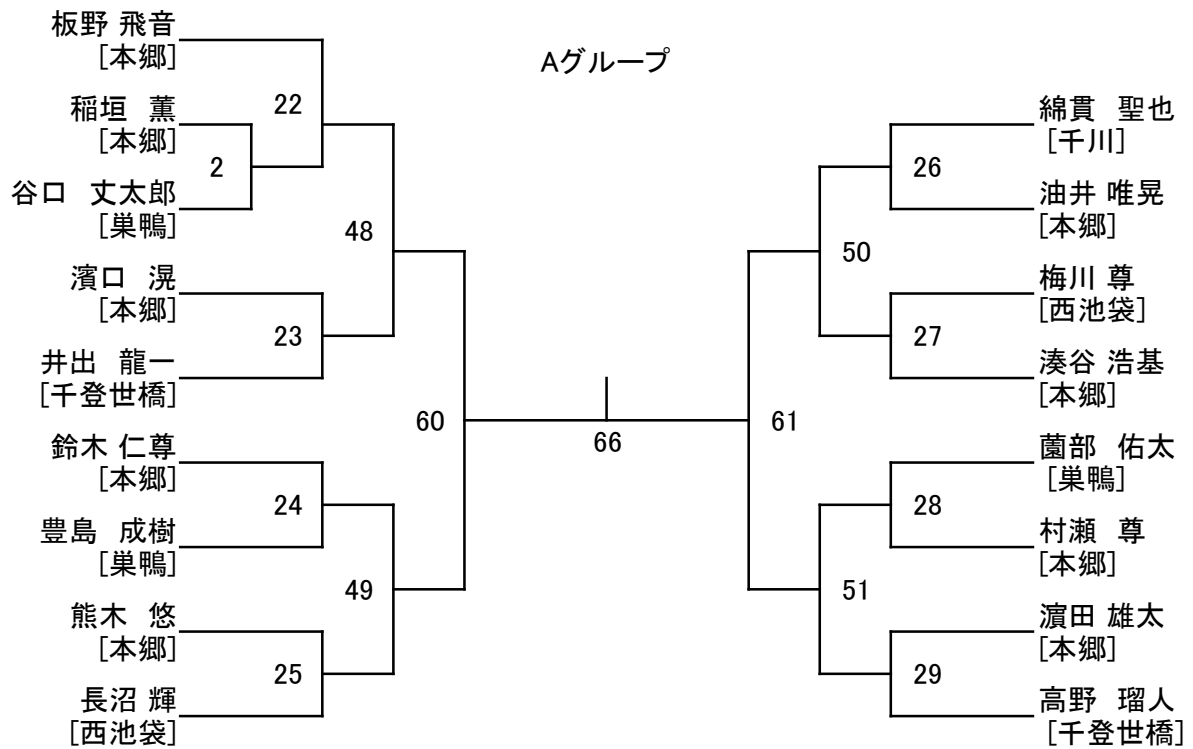 Aグループ
板野 飛音
[本郷]
22
稲垣　薫
[本郷]
2
谷口　丈太郎
[巣鴨]
48
濱口　滉
[本郷]
23
井出　龍一
[千登世橋]
60
鈴木 仁尊
[本郷]
24
豊島　成樹
[巣鴨]
49
熊木　悠
[本郷]
25
長沼 輝
[西池袋]
66
綿貫　聖也
[千川]
26
油井 唯晃
[本郷]
50
梅川 尊
[西池袋]
27
湊谷 浩基
[本郷]
61
薗部　佑太
[巣鴨]
28
村瀬　尊
[本郷]
51
濵田 雄太
[本郷]
29
高野　瑠人
[千登世橋]